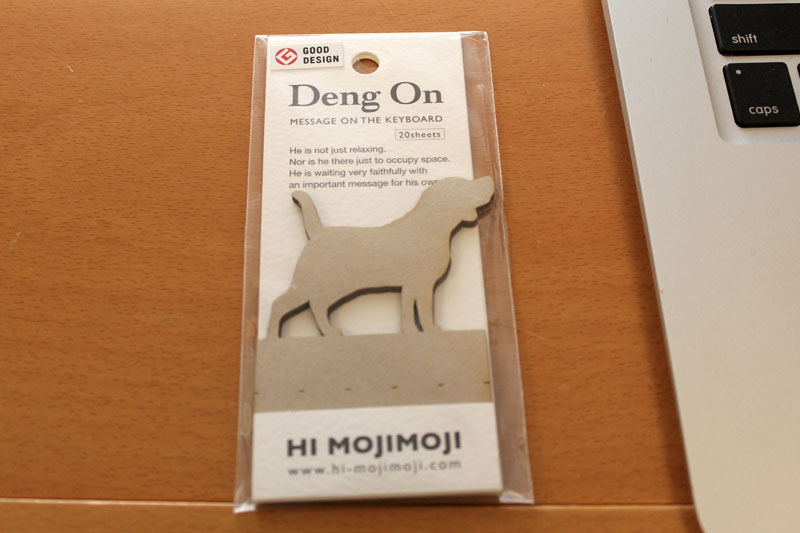 GOOD
DESIGN
Deng On
MESSAGE ON THE KEYBOARD
20sheets
He is not just relaxing.
Nor is he there just to occupy space.
He is waiting very faithfully with
an important message for his own
HI MOJIMOJI
www.hi-mojimoji.com
shift
caps